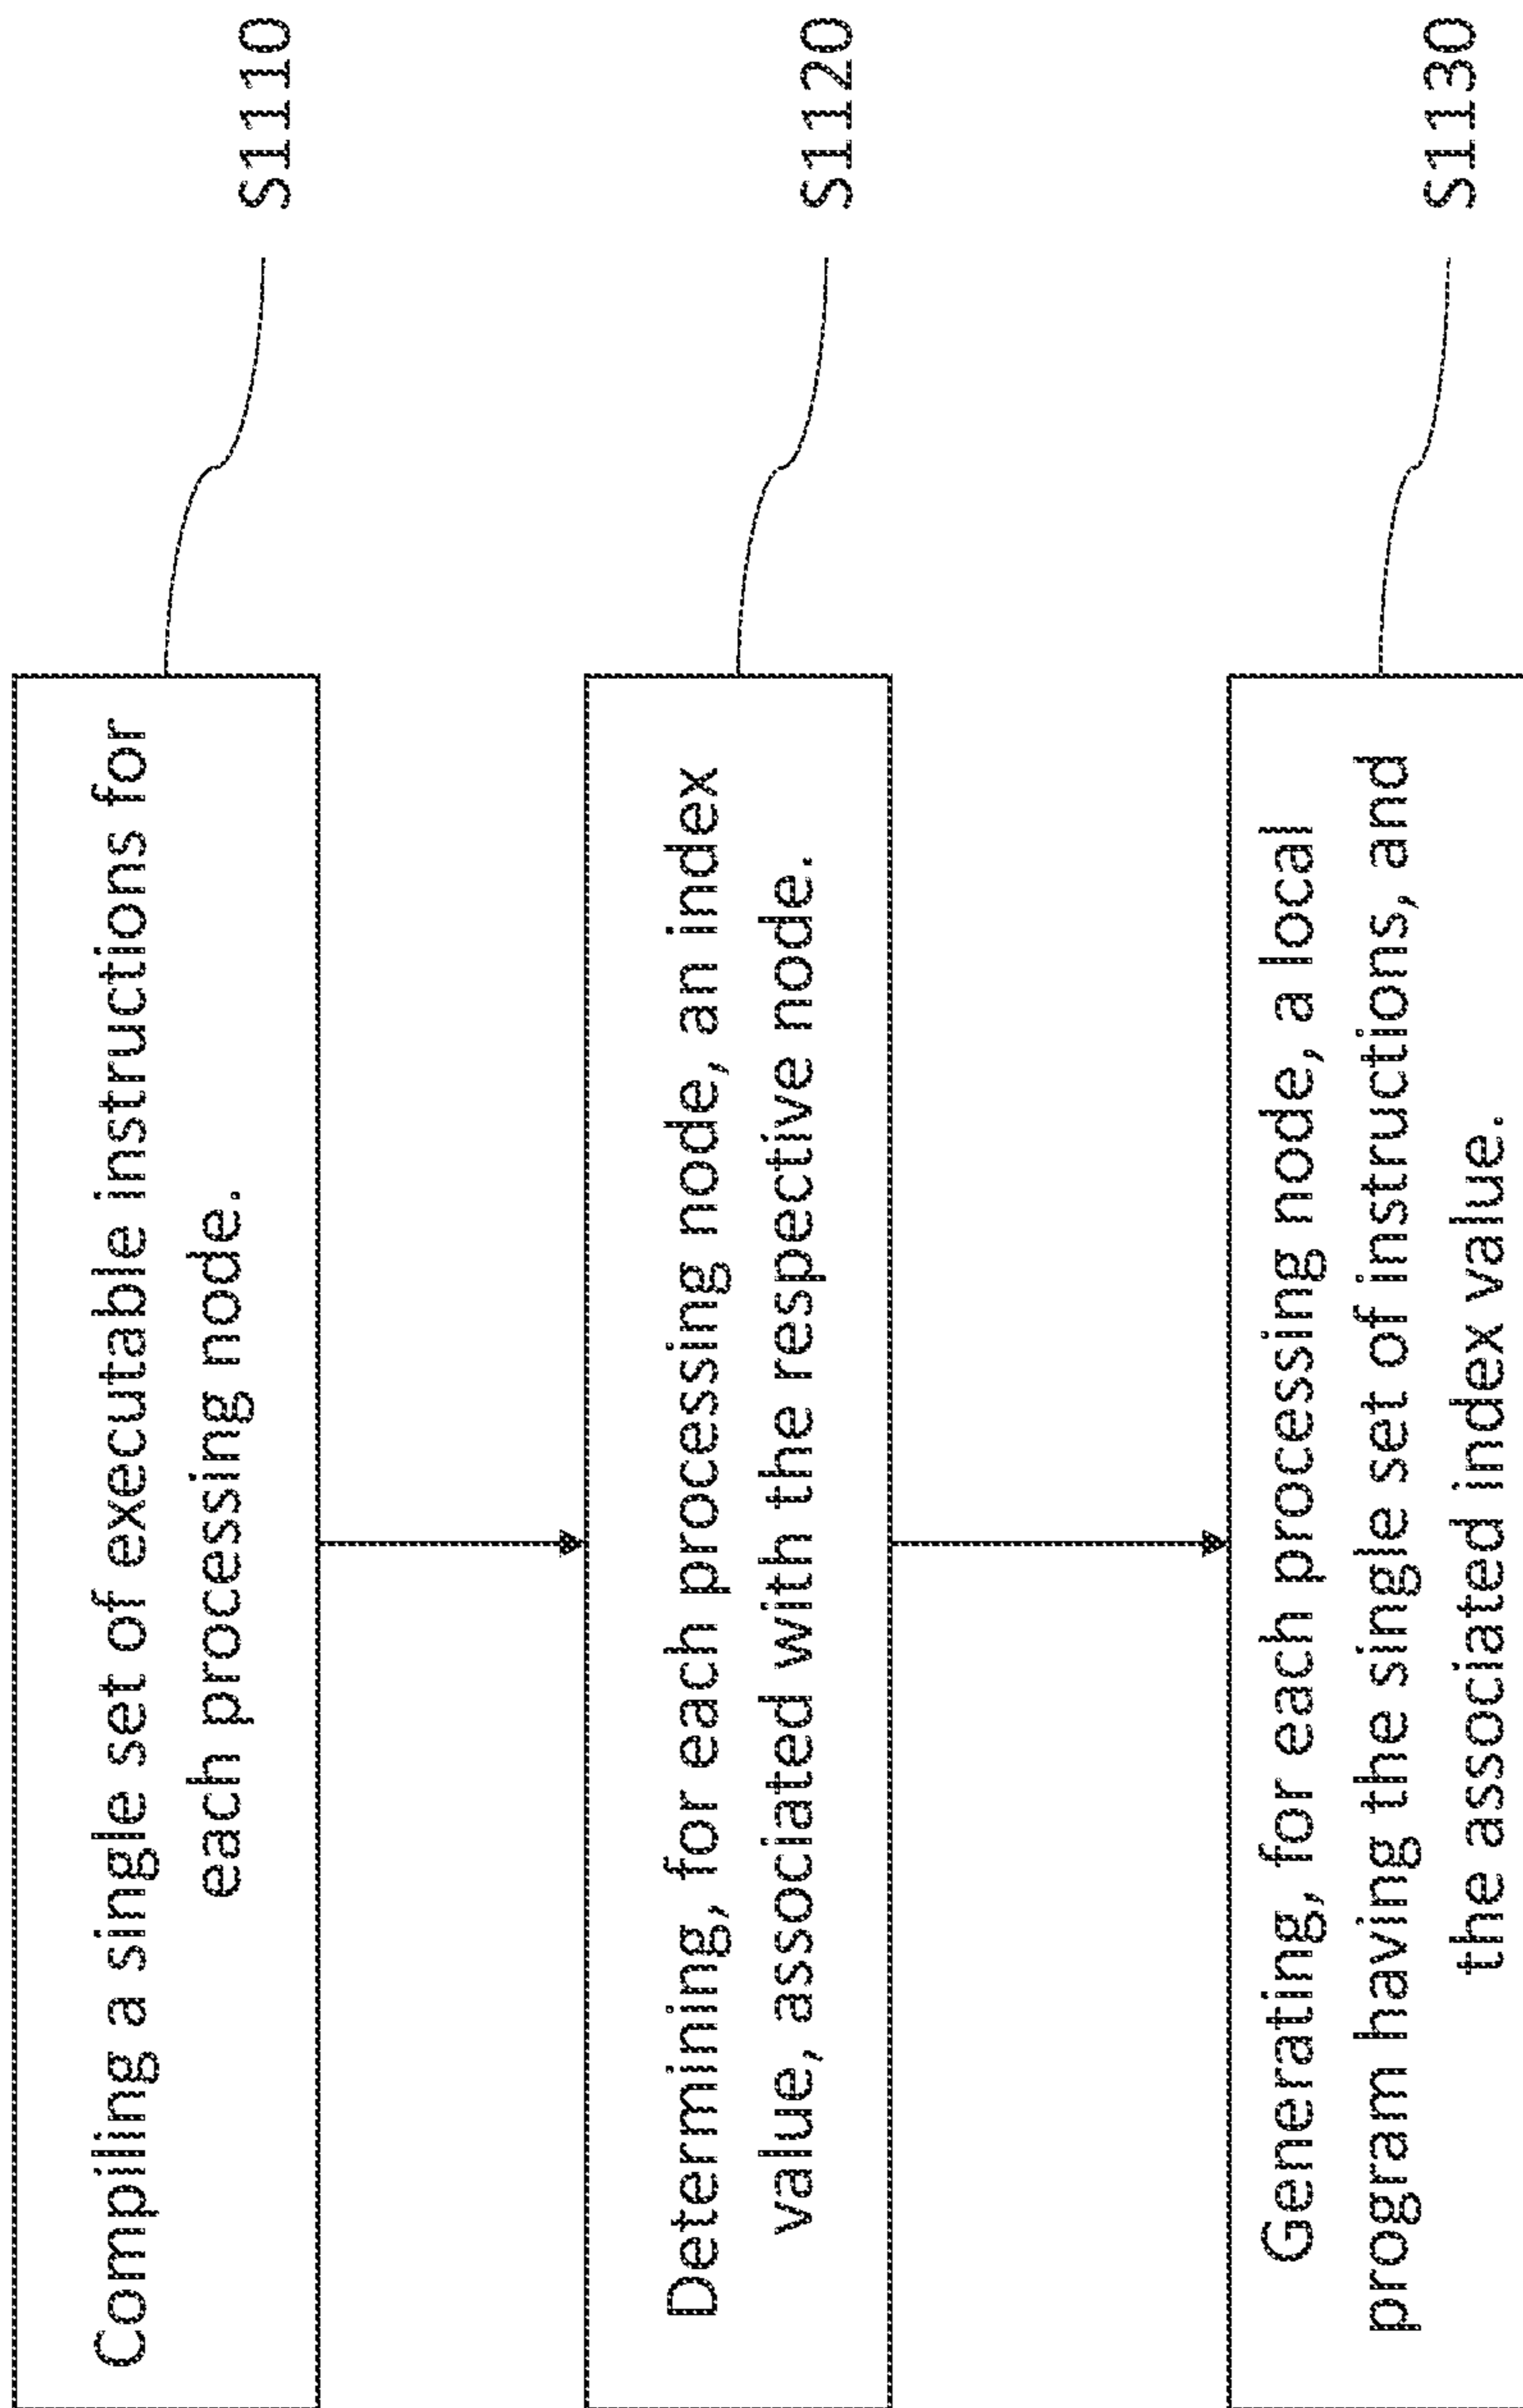 Compiling a single set of executable instructions for
each processing node.
S1110
Determining, for each processing node, an index
value, associated with the respective node.
S1120
Generating, for each processing node, a local
program having the single set of instructions, and
the associated index value.
S1130